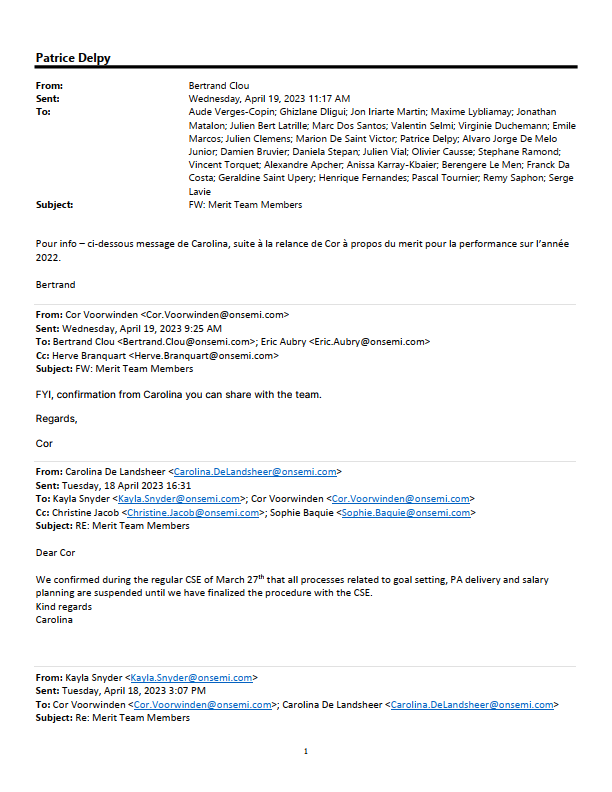 Patrice Delpy
From: Bertrand Clou
Sent: Wednesday, April 19, 2023 11:17 AM
To: Aude Verges-Copin; Ghizlane Dligui; Jon Iriarte Martin; Maxime Lybliamay; Jonathan
Matalon; Julien Bert Latrille; Marc Dos Santos; Valentin Selmi; Virginie Duchemann; Emile
Marcos; Julien Clemens; Marion De Saint Victor; Patrice Delpy; Alvaro Jorge De Melo
Junior; Damien Bruvier; Daniela Stepan; Julien Vial; Olivier Causse; Stephane Ramond;
Vincent Torquet; Alexandre Apcher; Anissa Karray-Kbaier; Berengere Le Men; Franck Da
Costa; Geraldine Saint Upery; Henrique Fernandes; Pascal Tournier; Remy Saphon; Serge
Lavie
Subject: FW: Merit Team Members
Pour info – ci-dessous message de Carolina, suite à la relance de Cor à propos du merit pour la performance sur l'année
2022.
Bertrand
From: Cor Voorwinden <Cor.Voorwinden@onsemi.com>
Sent: Wednesday, April 19, 2023 9:25 AM
To: Bertrand Clou <Bertrand.Clou@onsemi.com>; Eric Aubry <Eric.Aubry@onsemi.com>
Cc: Herve Branquart <Herve.Branquart@onsemi.com>
Subject: FW: Merit Team Members
FYI, confirmation from Carolina you can share with the team.
Regards,
Cor
From: Carolina De Landsheer <Carolina.DeLandsheer@onsemi.com>
Sent: Tuesday, 18 April 2023 16:31
To: Kayla Snyder <Kayla.Snyder@onsemi.com>; Cor Voorwinden <Cor.Voorwinden@onsemi.com>
Cc: Christine Jacob <Christine.Jacob@onsemi.com>; Sophie Baquie <Sophie.Baquie@onsemi.com>
Subject: RE: Merit Team Members
Dear Cor
We confirmed during the regular CSE of March 27th that all processes related to goal setting, PA delivery and salary
planning are suspended until we have finalized the procedure with the CSE.
Kind regards
Carolina
From: Kayla Snyder <Kayla.Snyder@onsemi.com>
Sent: Tuesday, April 18, 2023 3:07 PM
To: Cor Voorwinden <Cor.Voorwinden@onsemi.com>; Carolina De Landsheer <Carolina.DeLandsheer@onsemi.com>
Subject: Re: Merit Team Members
1